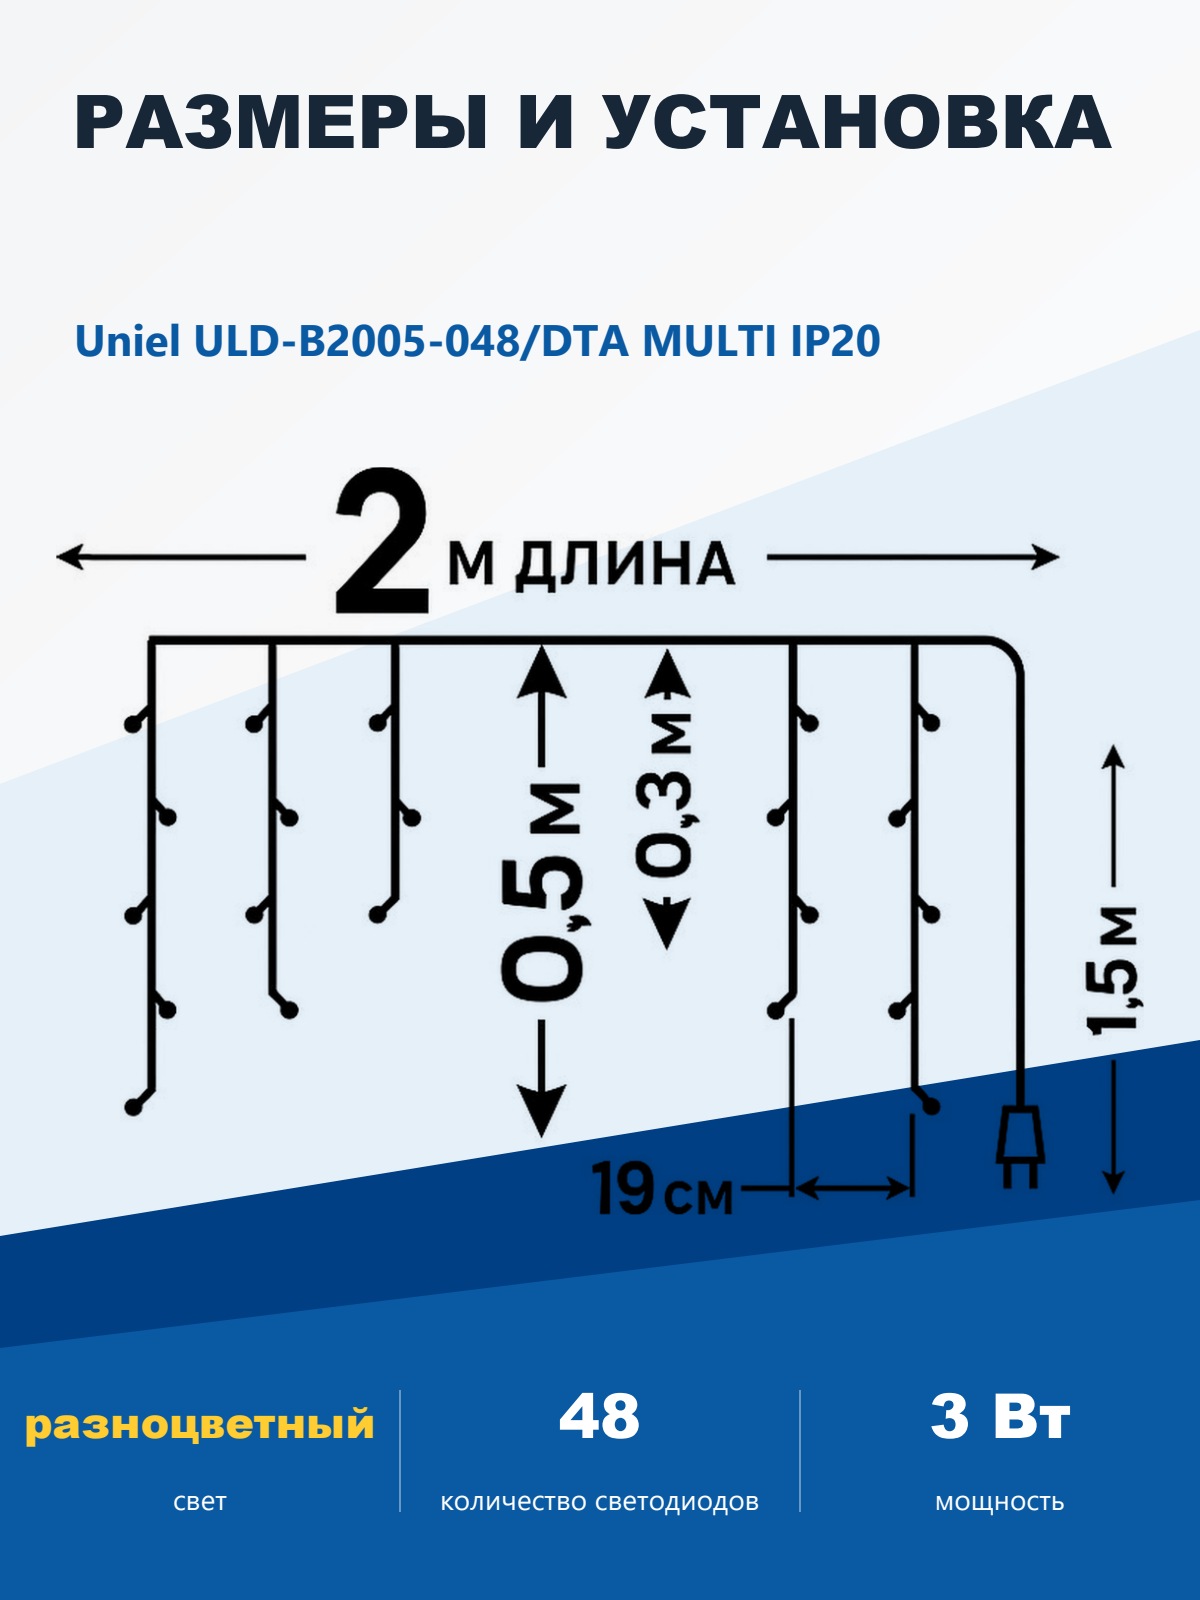 РАЗМЕРЫ И УСТАНОВКА
Uniel ULD-B2005-048/DTA MULTI IP20
2 м ДЛИНА
0,5 м
0,3 м
1,5 м
19 см
разноцветный
свет
48
количество светодиодов
3 Вт
мощность